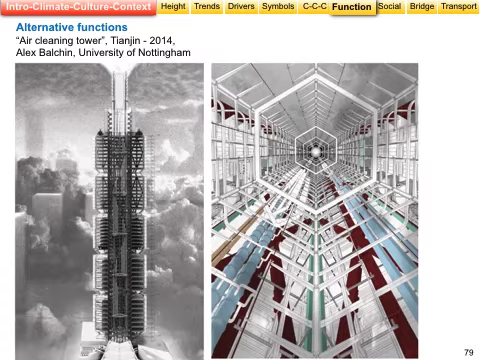 Intro-Climate-Culture-Context Height Trends Drivers Symbols C-C-C Function Social Bridge Transport
Alternative functions
“Air cleaning tower”, Tianjin - 2014,
Alex Balchin, University of Nottingham
79